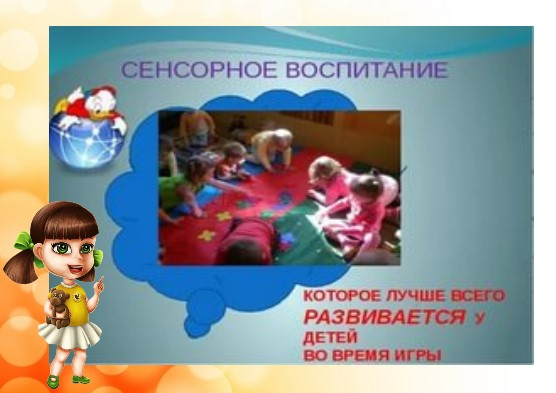 СЕНСОРНОЕ ВОСПИТАНИЕ
КОТОРОЕ ЛУЧШЕ ВСЕГО
РАЗВИВАЕТСЯ У
ДЕТЕЙ
ВО ВРЕМЯ ИГРЫ